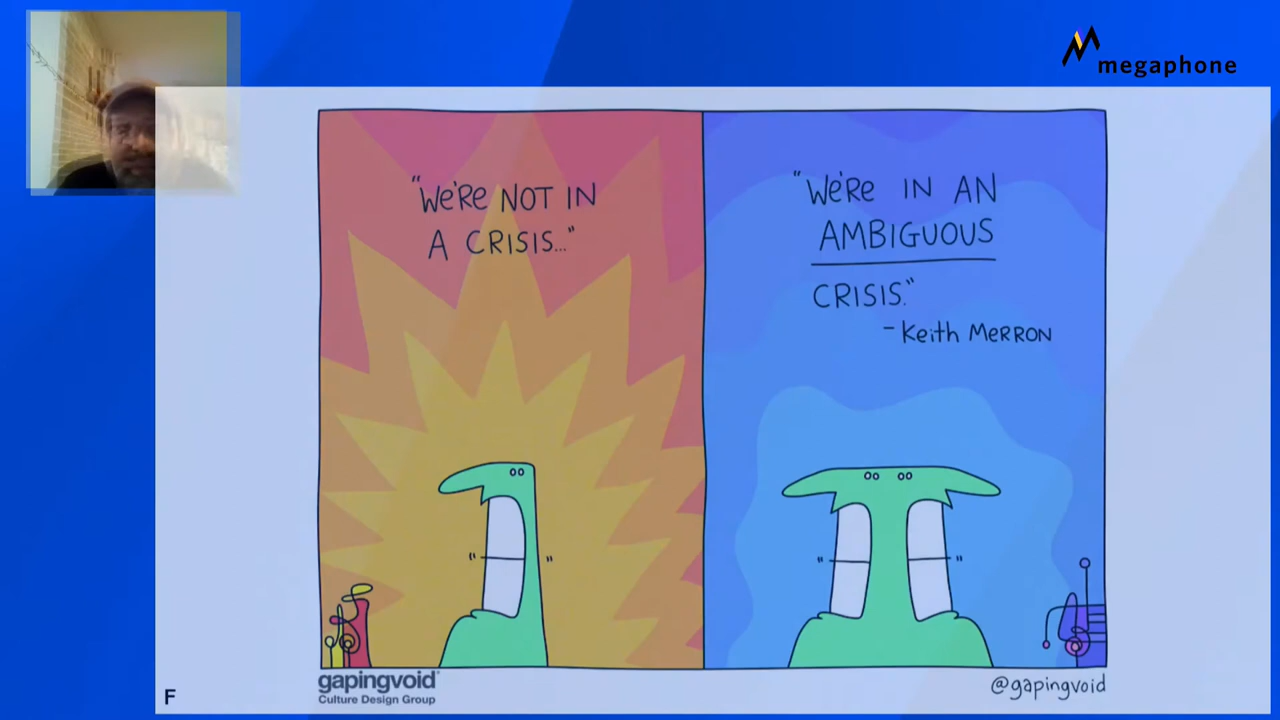 megaphone
"WE'RE NOT IN
A CRISIS..."
"WE'RE IN AN
AMBIGUOUS
CRISIS."
- Keith MERRON
gapingvoid®
Culture Design Group
@gapingvoid
F